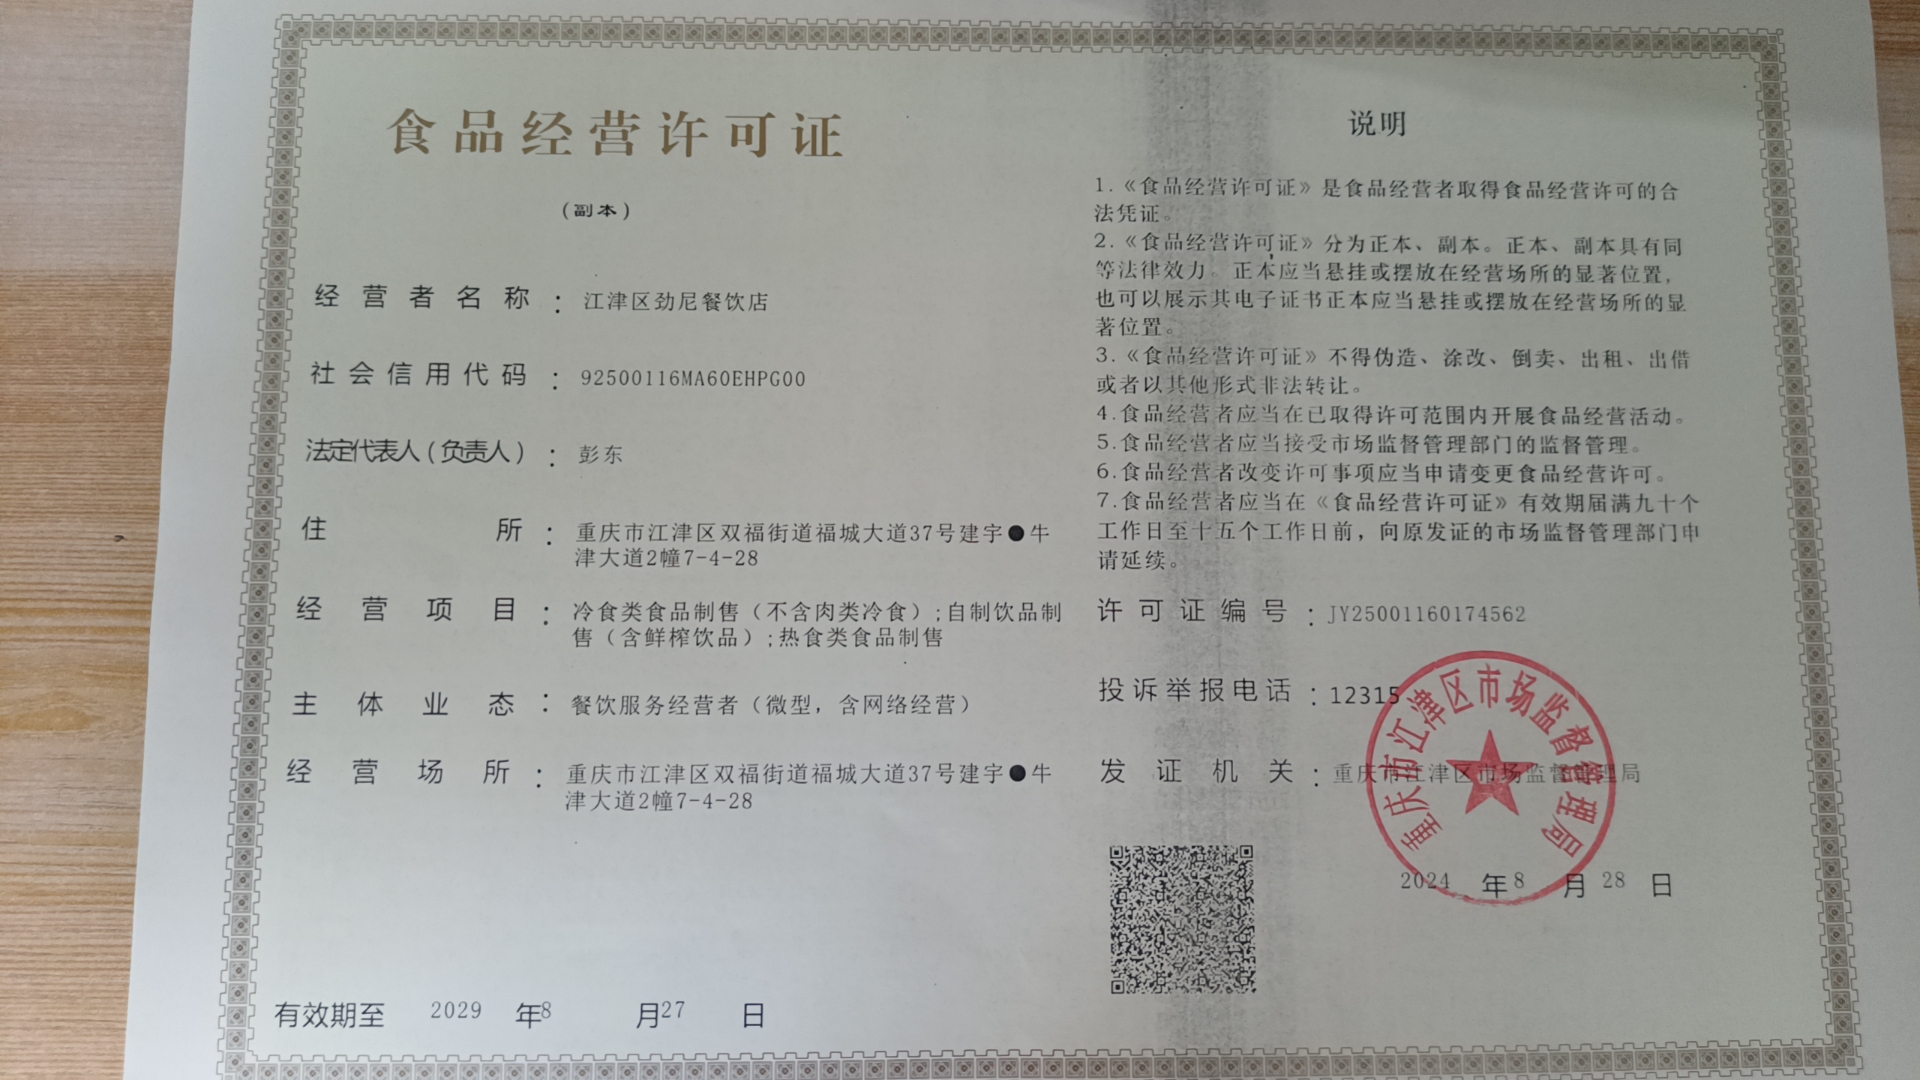 食品经营许可证
（副本）
经营者名称：江津区劲尼餐饮店
社会信用代码：92500116MA60EHPG00
法定代表人（负责人）：彭东
住所：重庆市江津区双福街道福城大道37号建宇●牛
津大道2幢7-4-28
经营项目：冷食类食品制售（不含肉类冷食）;自制饮品制
售（含鲜榨饮品）;热食类食品制售
主体业态：餐饮服务经营者（微型，含网络经营）
经营场所：重庆市江津区双福街道福城大道37号建宇●牛
津大道2幢7-4-28
有效期至 2029 年8 月27 日
说明
1.《食品经营许可证》是食品经营者取得食品经营许可的合
法凭证。
2.《食品经营许可证》分为正本、副本。正本、副本具有同
等法律效力。正本应当悬挂或摆放在经营场所的显著位置，
也可以展示其电子证书正本应当悬挂或摆放在经营场所的显
著位置。
3.《食品经营许可证》不得伪造、涂改、倒卖、出租、出借
或者以其他形式非法转让。
4.食品经营者应当在已取得许可范围内开展食品经营活动。
5.食品经营者应当接受市场监督管理部门的监督管理。
6.食品经营者改变许可事项应当申请变更食品经营许可。
7.食品经营者应当在《食品经营许可证》有效期届满九十个
工作日至十五个工作日前，向原发证的市场监督管理部门申
请延续。
许可证编号：JY25001160174562
投诉举报电话：12315
发证机关：重庆市江津区市场监督管理局
重庆市江津区市场监督管理局
2024 年8 月 28 日